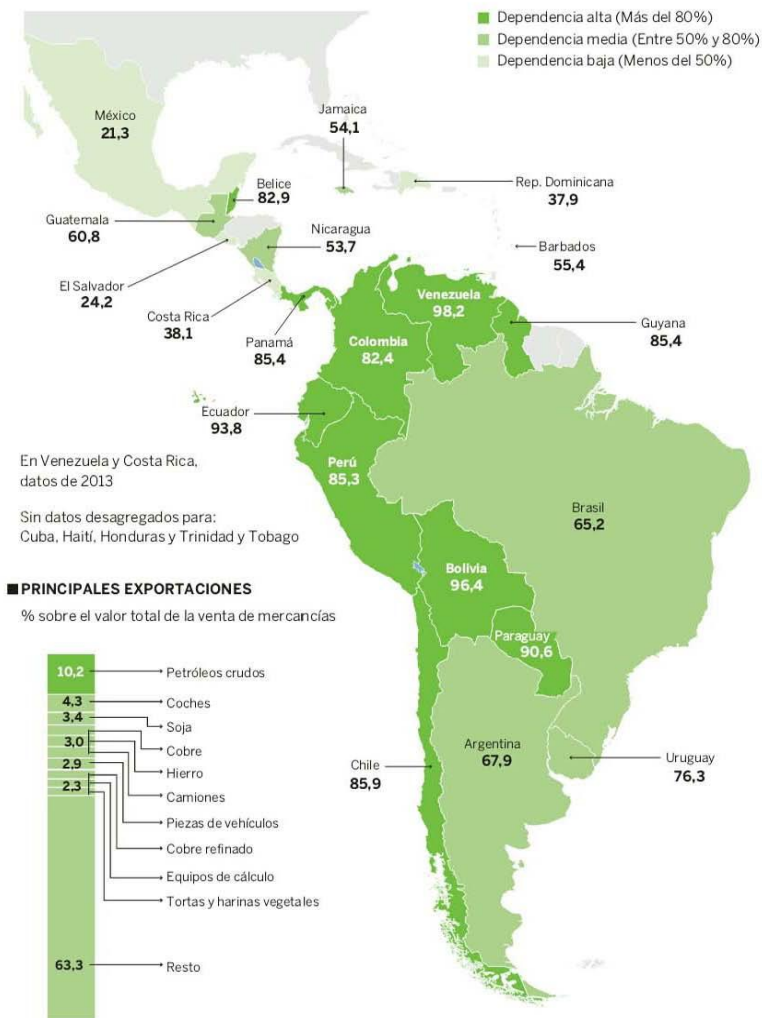 Dependencia alta (Más del 80%)
Dependencia media (Entre 50% y 80%)
Dependencia baja (Menos del 50%)
México
21,3
Jamaica
54,1
Belice
82,9
Rep. Dominicana
37,9
Guatemala
60,8
Nicaragua
53,7
Barbados
55,4
El Salvador
24,2
Costa Rica
38,1
Panamá
85,4
Venezuela
98,2
Guyana
85,4
Colombia
82,4
Ecuador
93,8
Perú
85,3
Brasil
65,2
Bolivia
96,4
Paraguay
90,6
Argentina
67,9
Chile
85,9
Uruguay
76,3
En Venezuela y Costa Rica,
datos de 2013
Sin datos desagregados para:
Cuba, Haití, Honduras y Trinidad y Tobago
PRINCIPALES EXPORTACIONES
% sobre el valor total de la venta de mercancías
10,2 Petróleos crudos
4,3 Coches
3,4 Soja
Cobre
3,0 Hierro
Camiones
2,9 Piezas de vehículos
Cobre refinado
2,3 Equipos de cálculo
Tortas y harinas vegetales
63,3 Resto